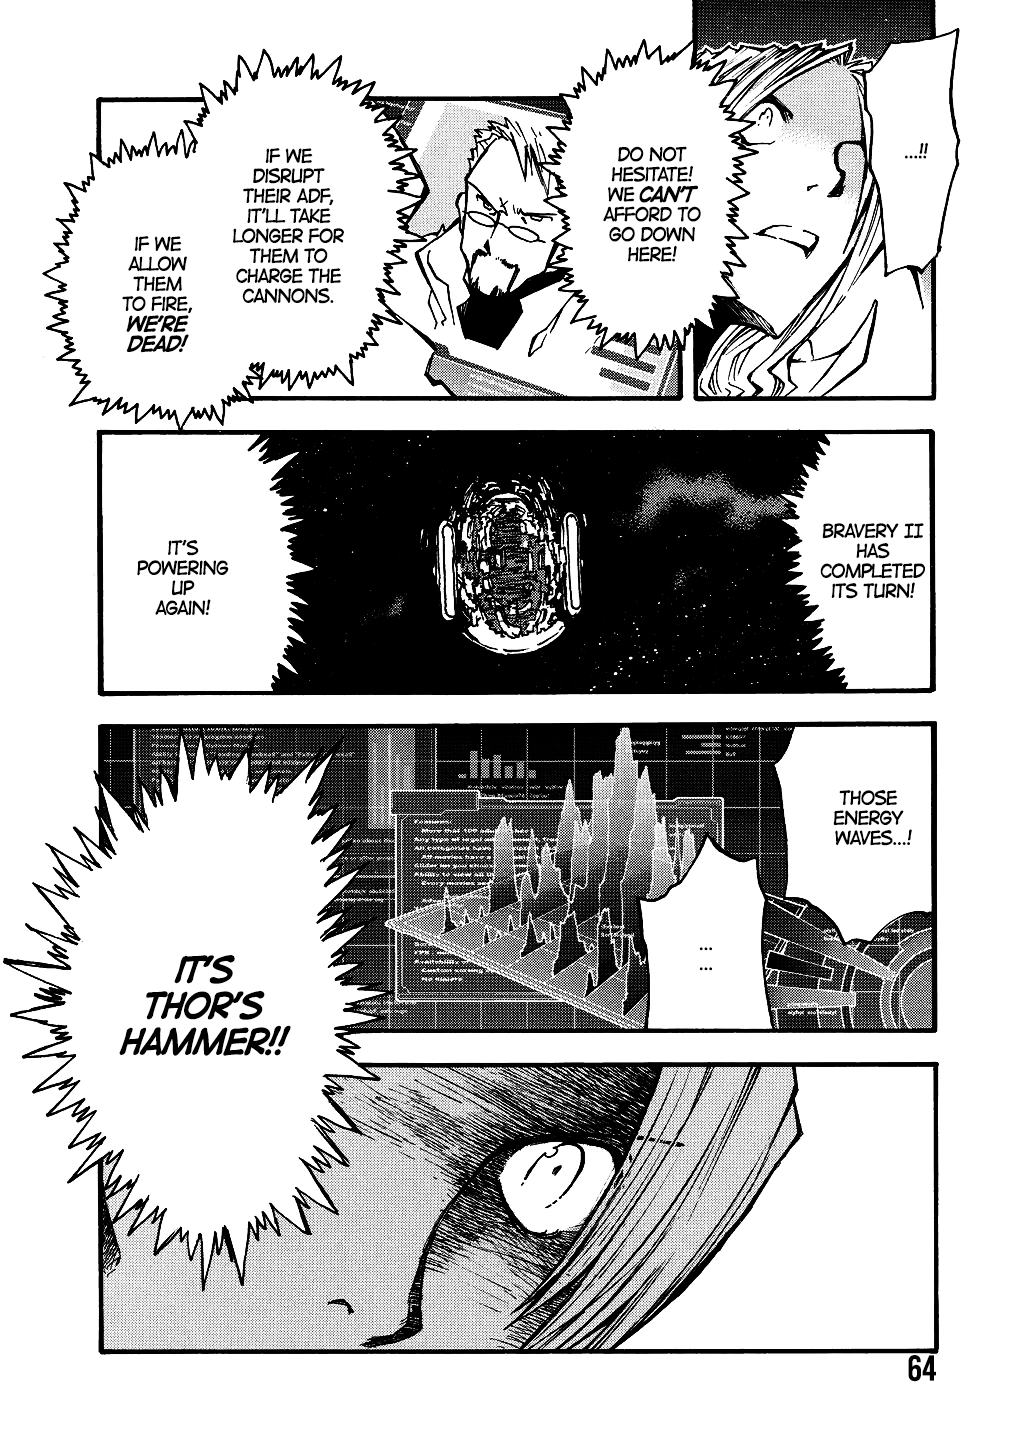 ...!!
DO NOT
HESITATE!
WE CAN'T
AFFORD TO
GO DOWN
HERE!
IF WE
DISRUPT
THEIR ADF,
IT'LL TAKE
LONGER FOR
THEM TO
CHARGE THE
CANNONS.
IF WE
ALLOW
THEM
TO FIRE,
WE'RE
DEAD!
BRAVERY II
HAS
COMPLETED
ITS TURN!
IT'S
POWERING
UP
AGAIN!
THOSE
ENERGY
WAVES...!
...
...
IT'S
THOR'S
HAMMER!!
64